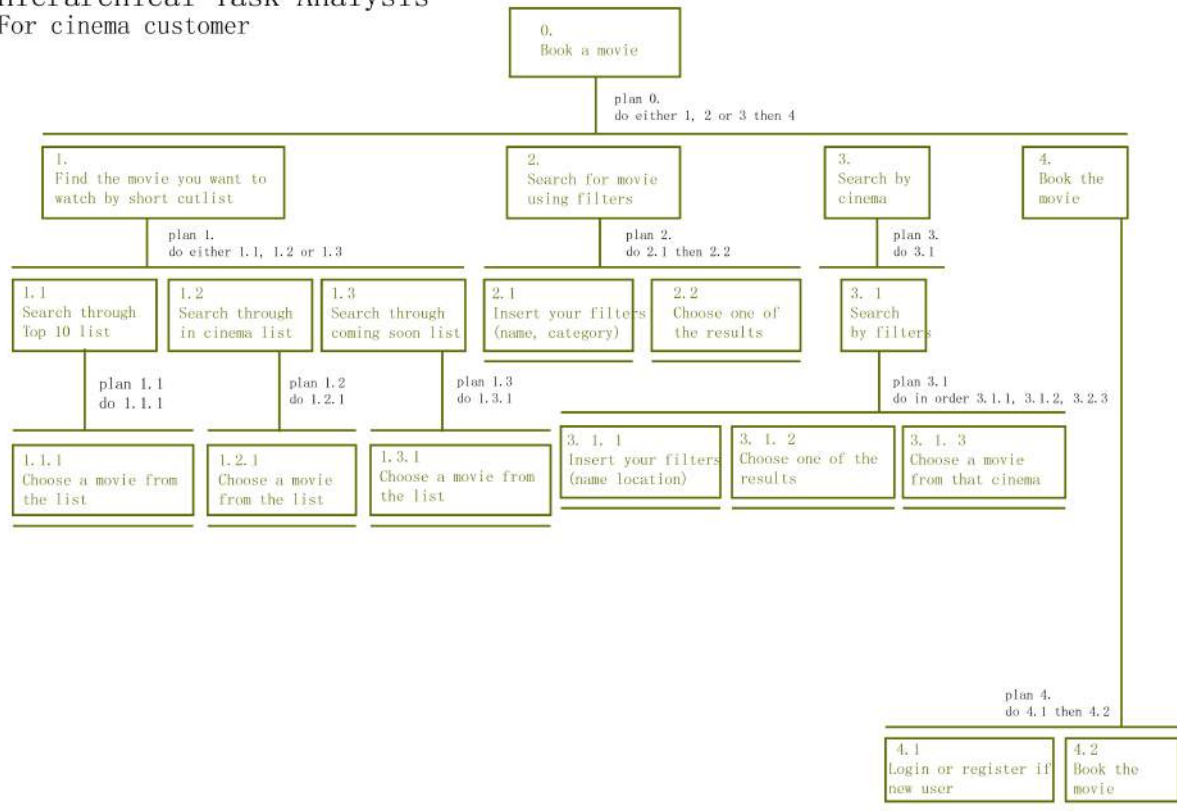 Hierarchical Task Analysis
For cinema customer
0.
Book a movie
plan 0.
do either 1, 2 or 3 then 4
1.
Find the movie you want to
watch by short cutlist
2.
Search for movie
using filters
3.
Search by
cinema
4.
Book the
movie
plan 1.
do either 1.1, 1.2 or 1.3
plan 2.
do 2.1 then 2.2
plan 3.
do 3.1
1.1
Search through
Top 10 list
1.2
Search through
in cinema list
1.3
Search through
coming soon list
2.1
Insert your filters
(name, category)
2.2
Choose one of
the results
3. 1
Search
by filters
plan 1.1
do 1.1.1
plan 1.2
do 1.2.1
plan 1.3
do 1.3.1
plan 3.1
do in order 3.1.1, 3.1.2, 3.2.3
1.1.1
Choose a movie from
the list
1.2.1
Choose a movie
from the list
1.3.1
Choose a movie from
the list
3. 1. 1
Insert your filters
(name location)
3. 1. 2
Choose one of the
results
3. 1. 3
Choose a movie
from that cinema
plan 4.
do 4.1 then 4.2
4.1
Login or register if
new user
4.2
Book the
movie